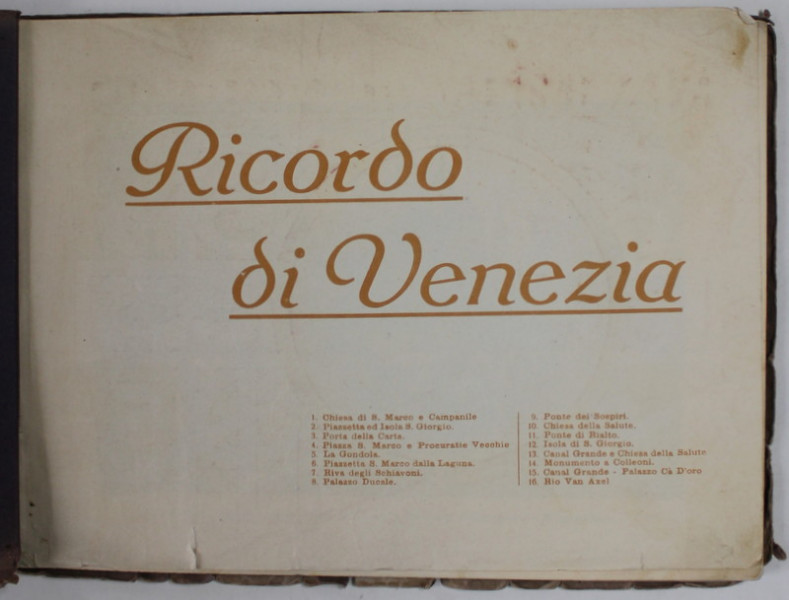 Ricordo
di Venezia
1. Chiesa di S. Marco e Campanile
2. Piazzetta ed Isola S. Giorgio.
3. Porta della Carta.
4. Piazza S. Marco e Procuratie Vecchie
5. La Gondola.
6. Piazzetta S. Marco dalla Laguna.
7. Riva degli Schiavoni.
8. Palazzo Ducale.
9. Ponte dei Sospiri.
10. Chiesa della Salute.
11. Ponte di Rialto.
12. Isola di S. Giorgio.
13. Canal Grande e Chiesa della Salute
14. Monumento a Colleoni.
15. Canal Grande - Palazzo Cà D'oro
16. Rio Van Axel